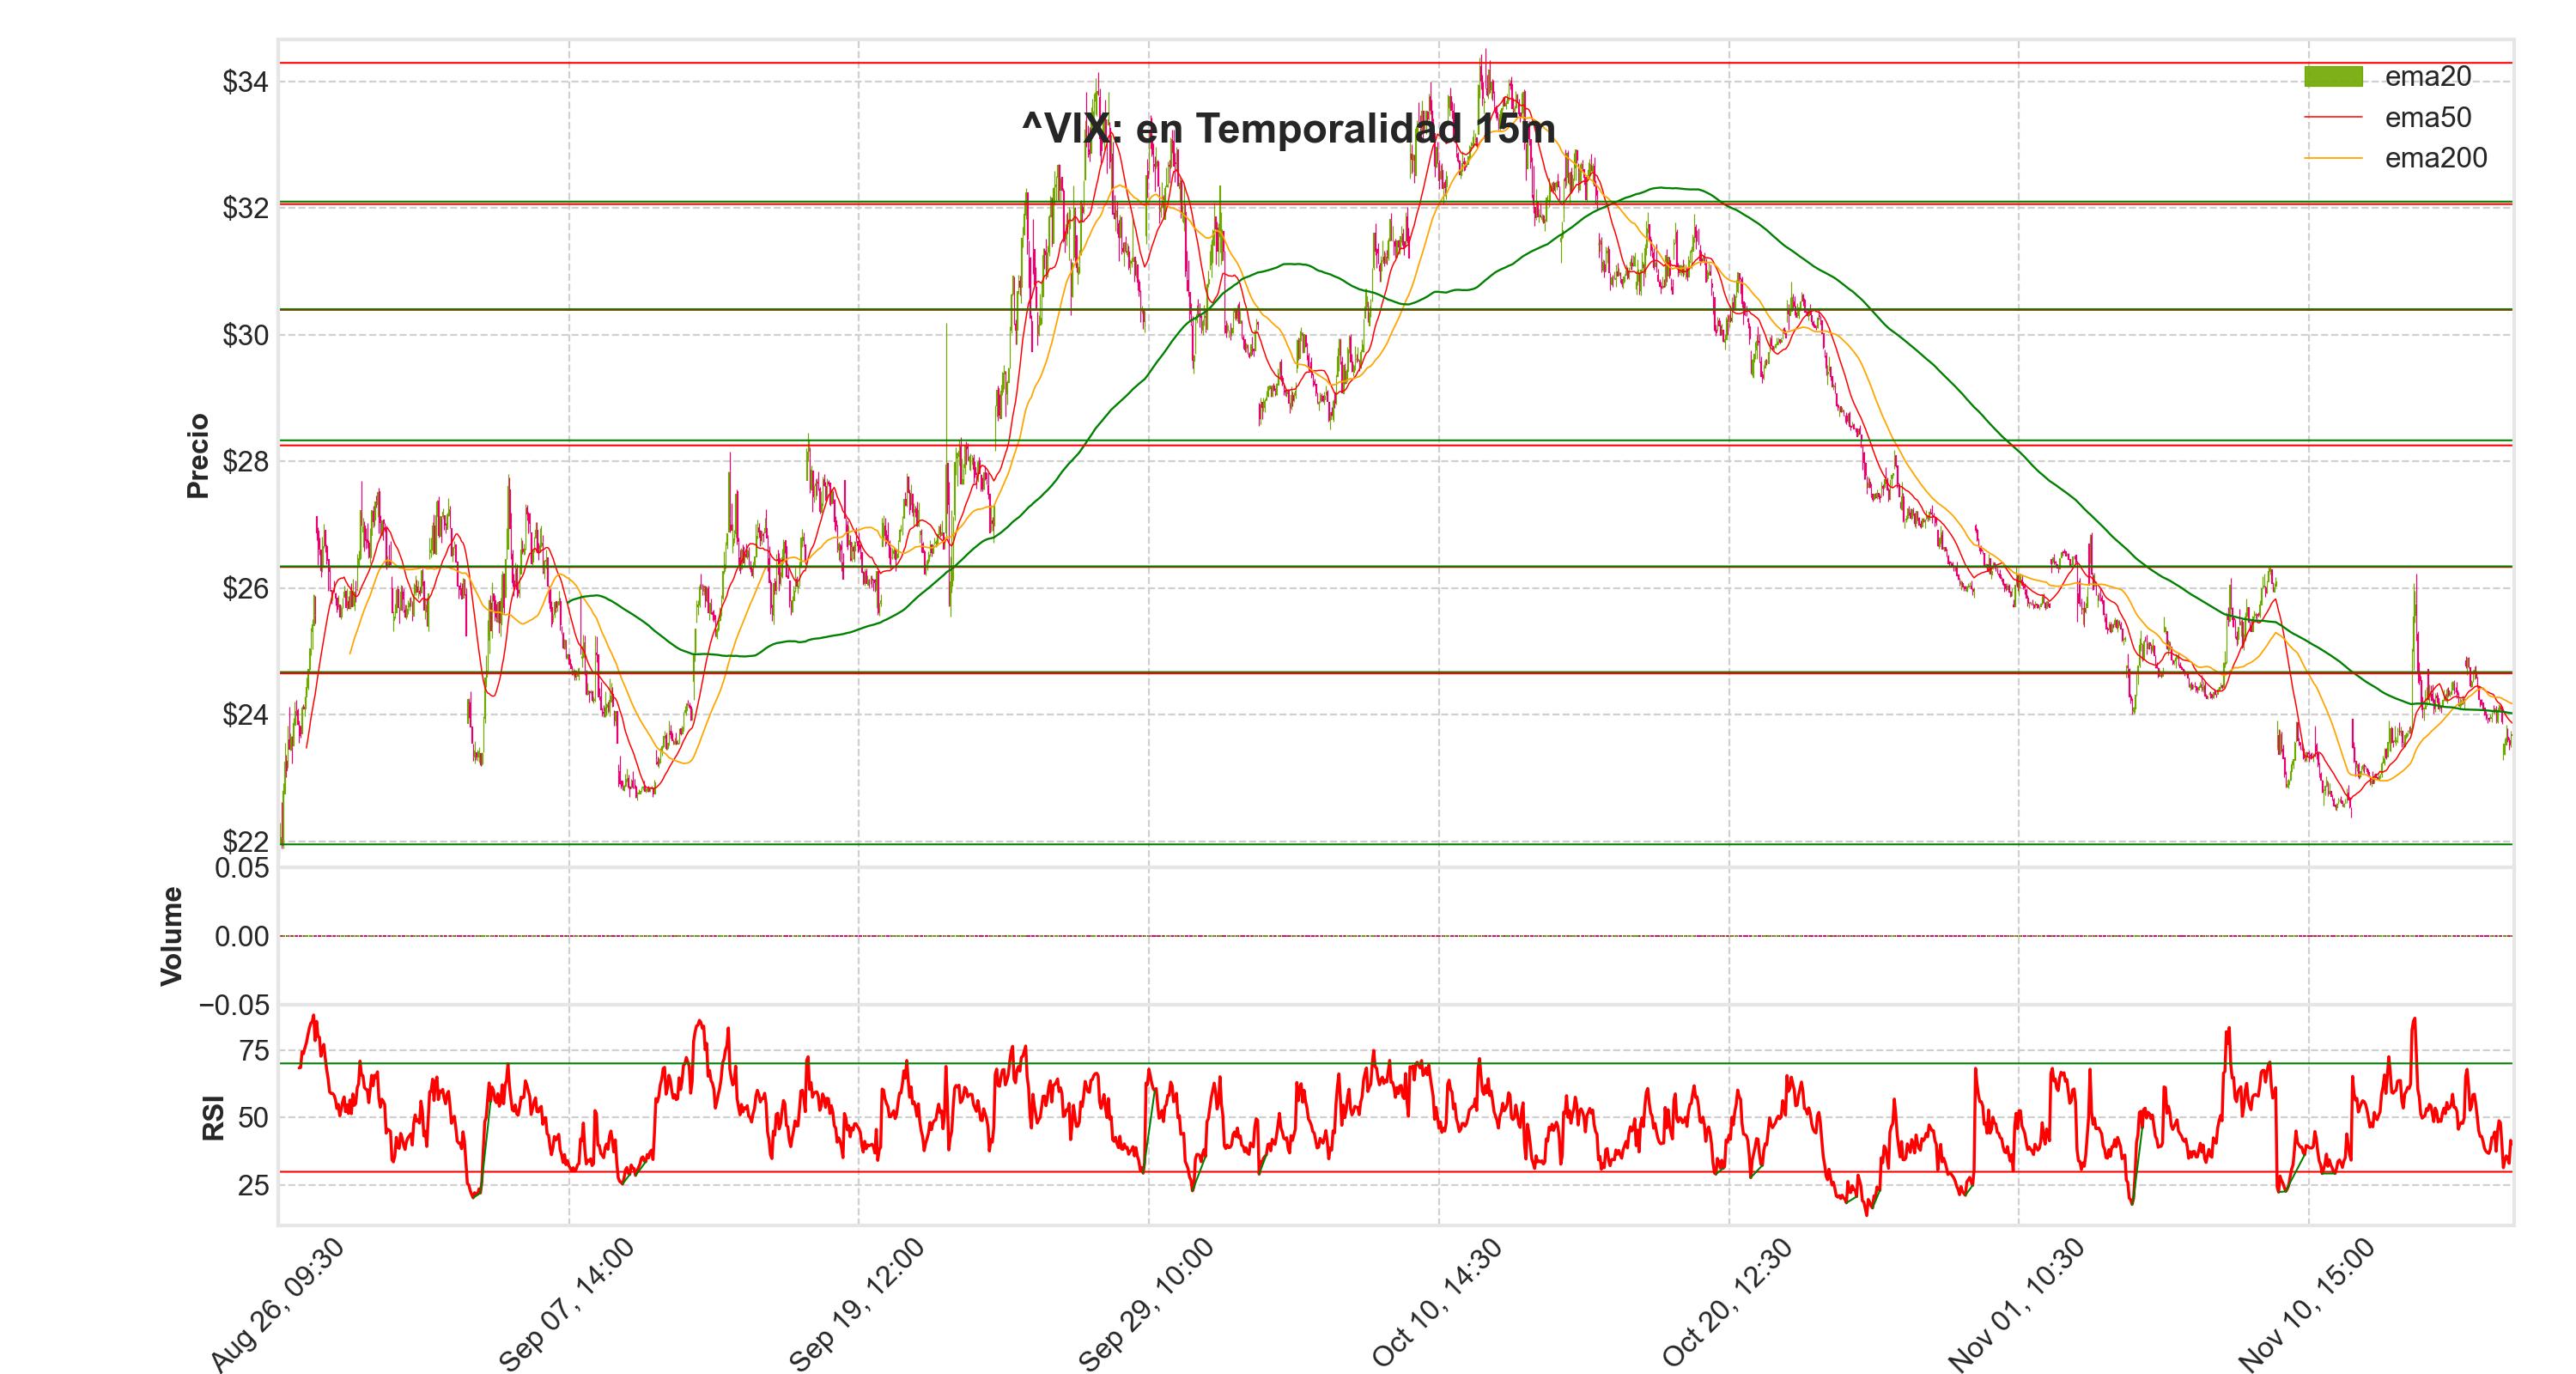 ^VIX: en Temporalidad 15m
ema20
ema50
ema200
Precio
$34
$32
$30
$28
$26
$24
$22
Volume
0.05
0.00
−0.05
RSI
75
50
25
Aug 26, 09:30
Sep 07, 14:00
Sep 19, 12:00
Sep 29, 10:00
Oct 10, 14:30
Oct 20, 12:30
Nov 01, 10:30
Nov 10, 15:00